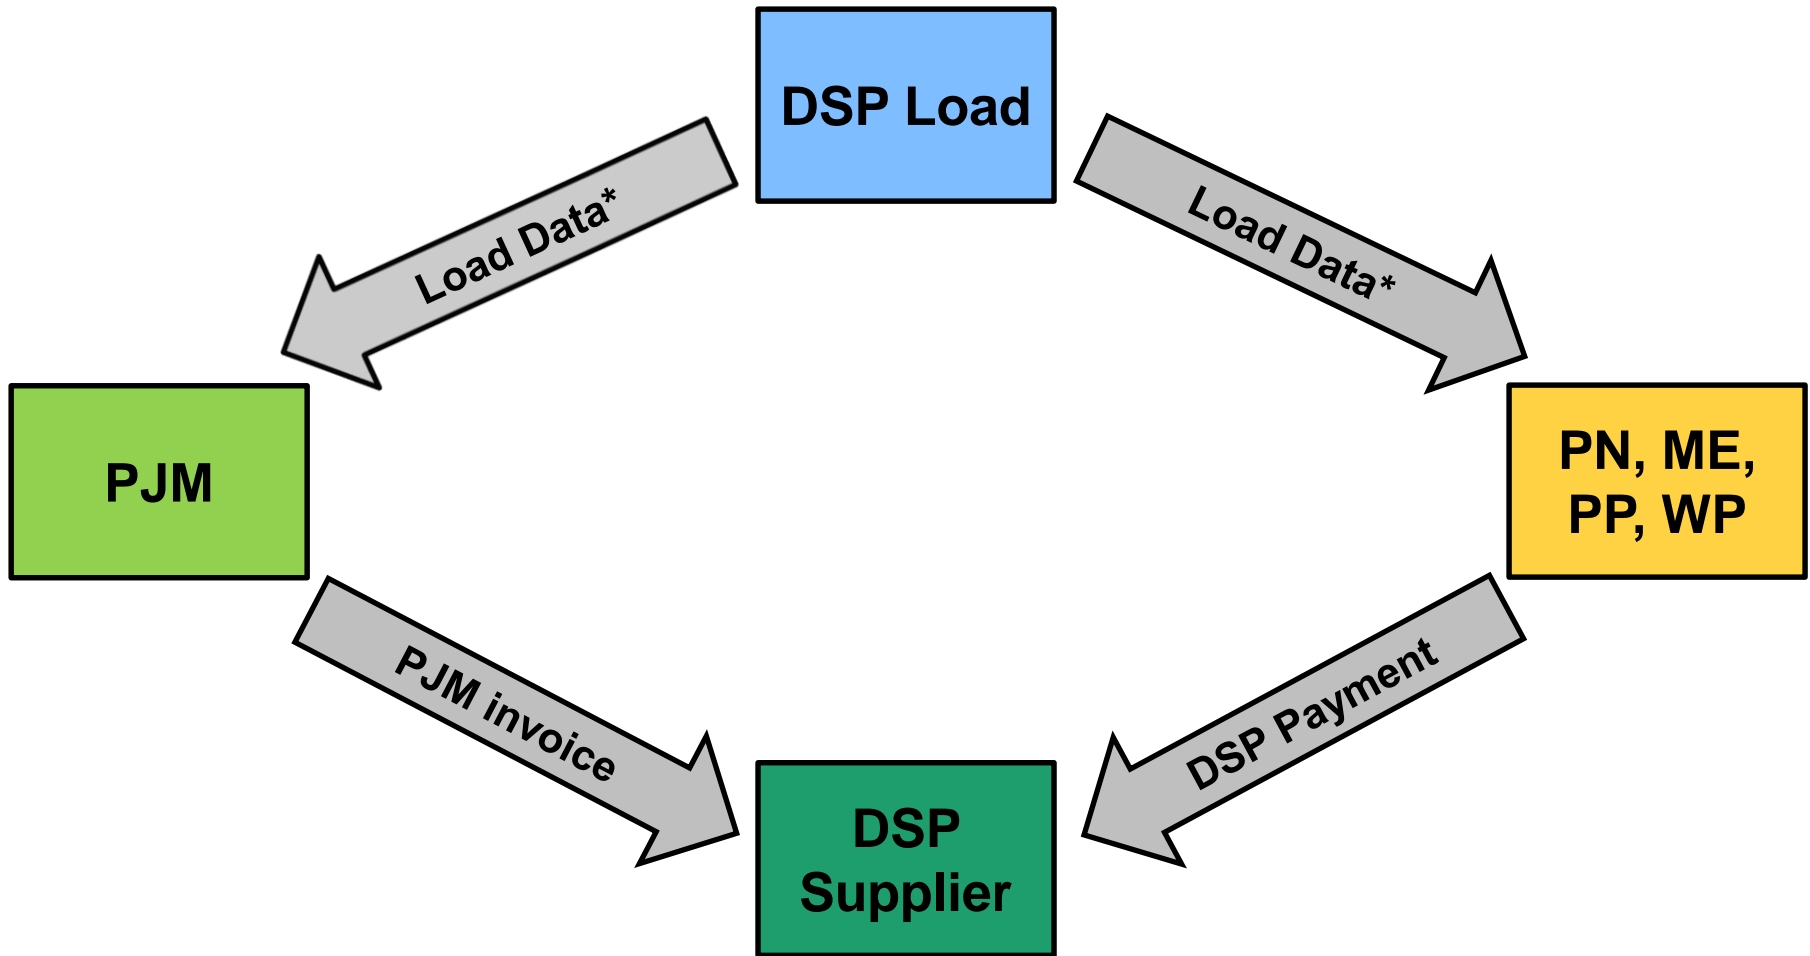 DSP Load
Load Data*
Load Data*
PJM
PN, ME,
PP, WP
PJM invoice
DSP Payment
DSP
Supplier